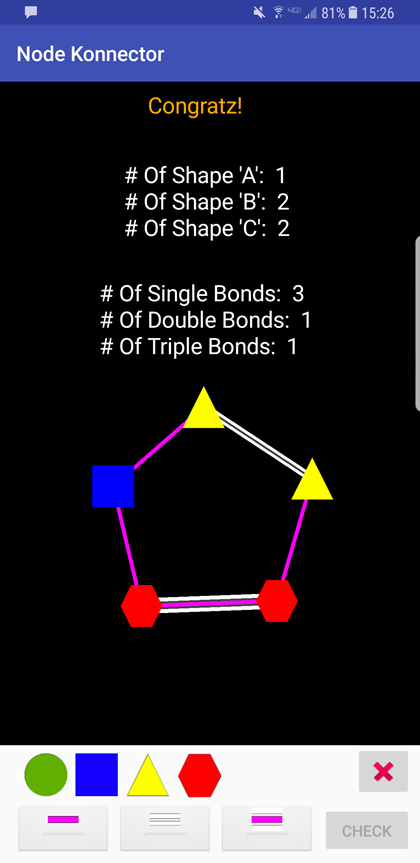 81% 15:26
Node Konnector
Congratz!
# Of Shape 'A': 1
# Of Shape 'B': 2
# Of Shape 'C': 2
# Of Single Bonds: 3
# Of Double Bonds: 1
# Of Triple Bonds: 1
CHECK